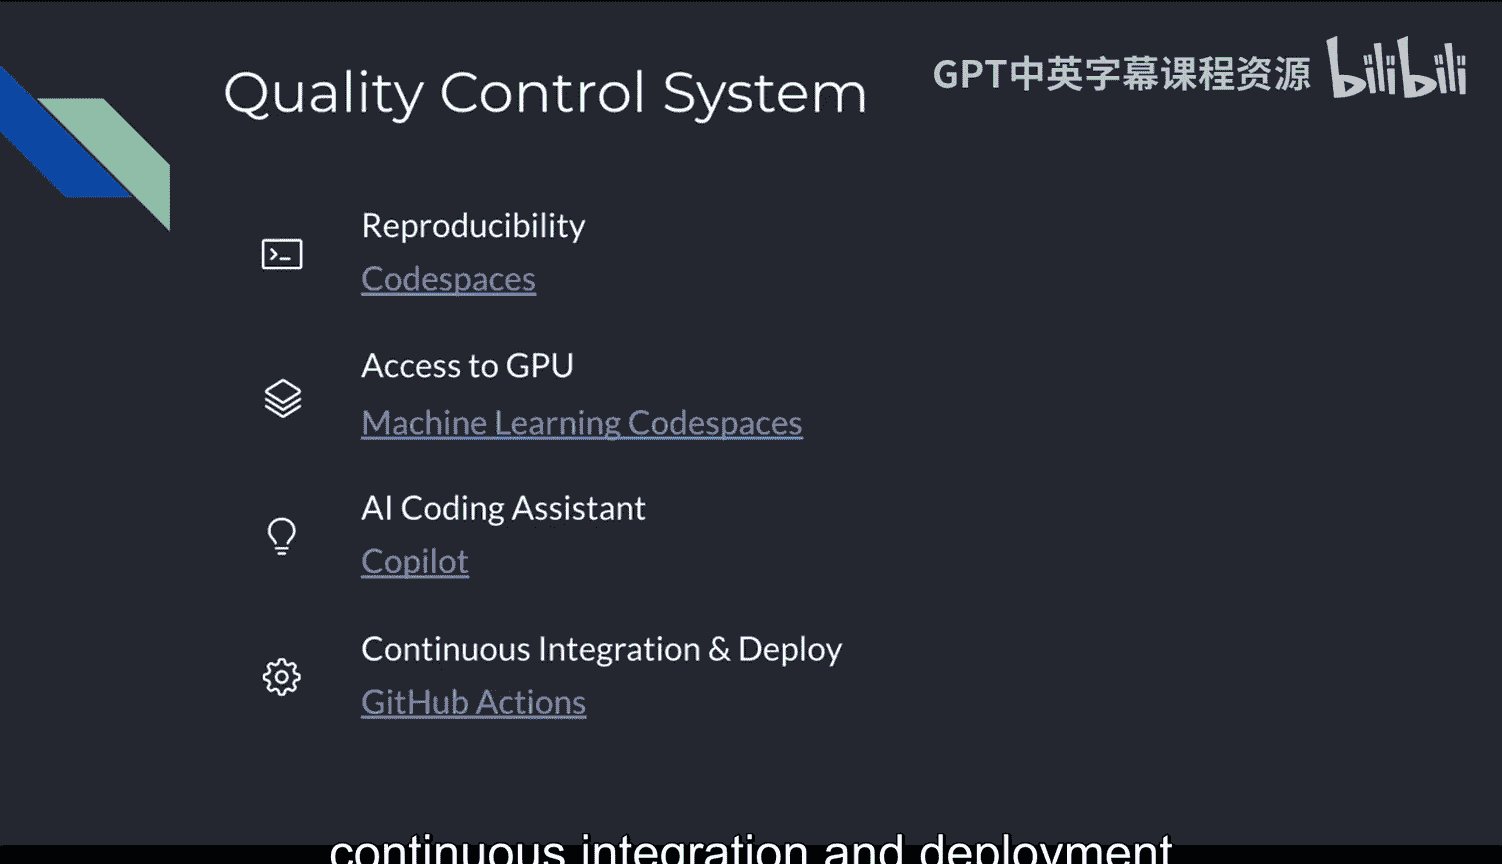 Quality Control System
GPT中英字幕课程资源 bilibili
Reproducibility
Codespaces
Access to GPU
Machine Learning Codespaces
AI Coding Assistant
Copilot
Continuous Integration & Deploy
GitHub Actions
continuous integration and deployment